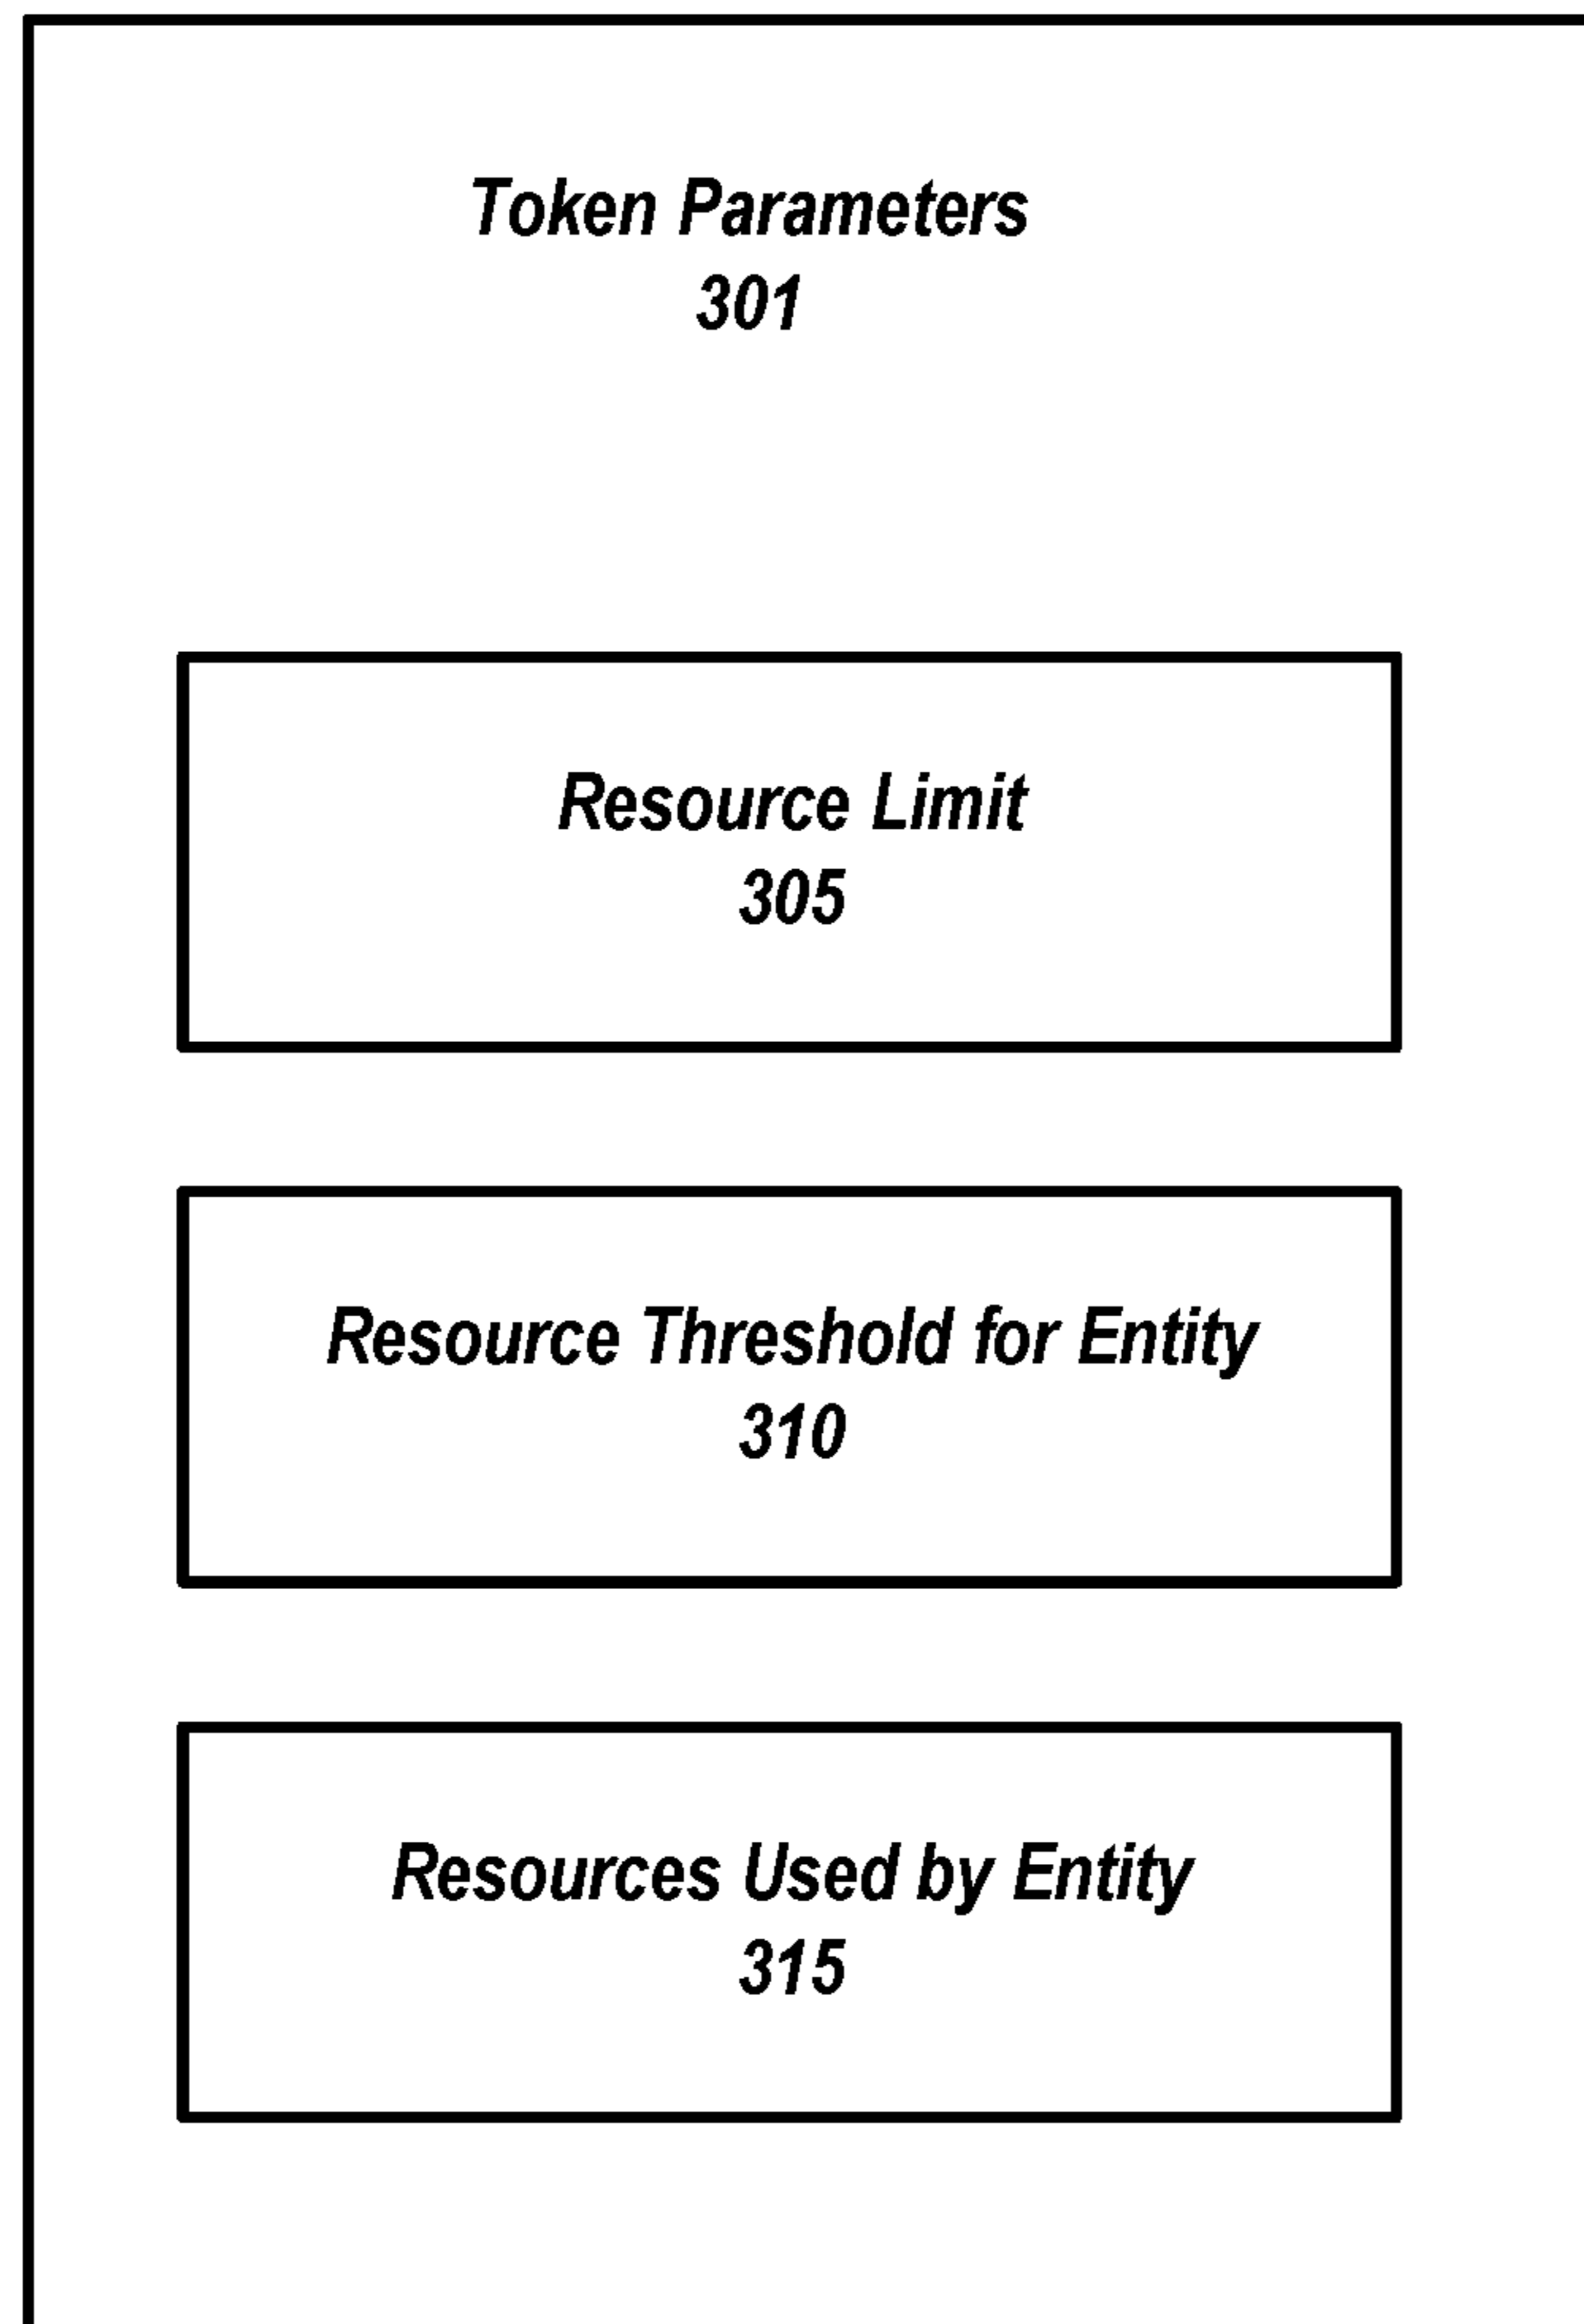 Token Parameters
301
Resource Limit
305
Resource Threshold for Entity
310
Resources Used by Entity
315